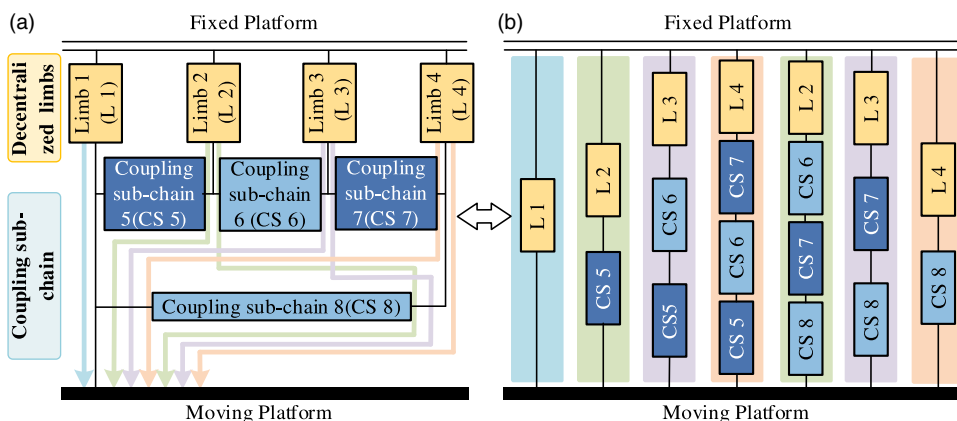 (a)
Fixed Platform
Decentrali
zed limbs
Limb 1
(L 1)
Limb 2
(L 2)
Limb 3
(L 3)
Limb 4
(L 4)
Coupling
sub-chain
5(CS 5)
Coupling
sub-chain
6 (CS 6)
Coupling
sub-chain
7(CS 7)
Coupling sub-
chain
Coupling sub-chain 8(CS 8)
Moving Platform
(b)
Fixed Platform
L 1
L 2
CS 5
L 3
CS 6
CS5
L 4
CS 7
CS 6
CS 5
L 2
CS 6
CS 7
CS 8
L 3
CS 7
CS 8
L 4
CS 8
Moving Platform